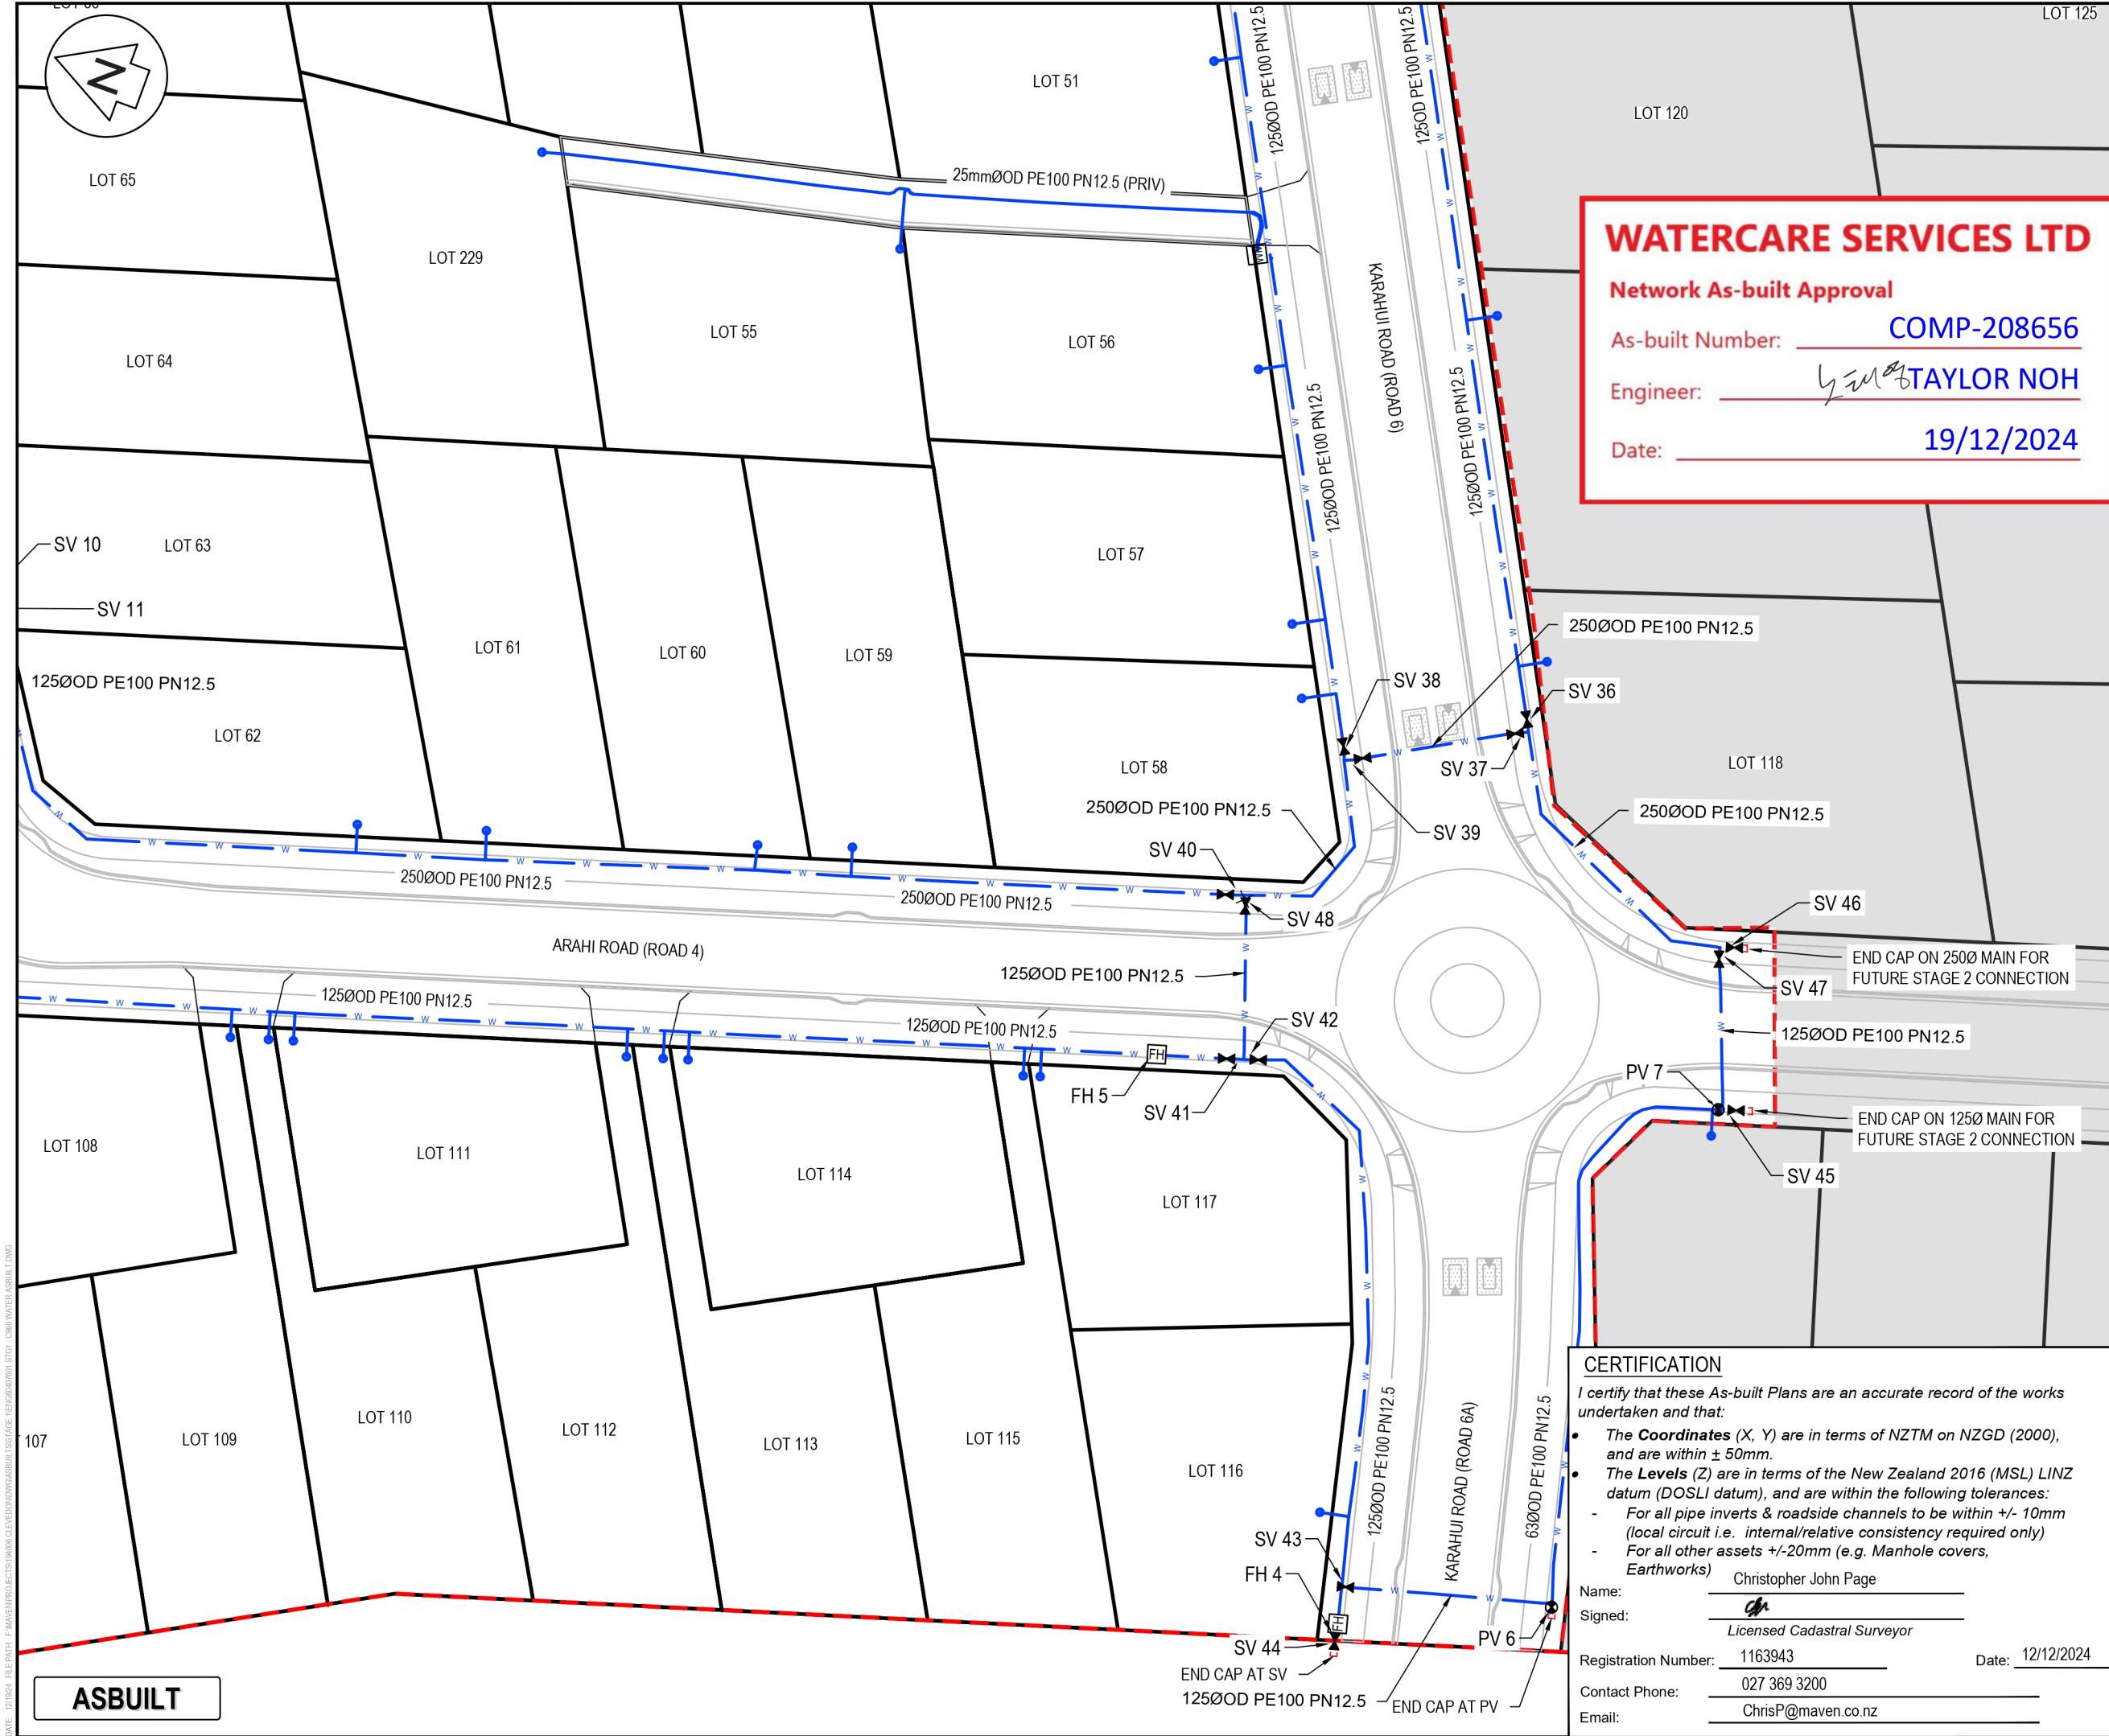 LOT 125
N
LOT 51
LOT 120
125ØOD PE100 PN12.5
125OD PE100 PN12.5
LOT 65
25mmØOD PE100 PN12.5 (PRIV)
WATERCARE SERVICES LTD
Network As-built Approval
As-built Number: COMP-208656
Engineer: TAYLOR NOH
Date: 19/12/2024
LOT 229
WM
LOT 55
LOT 56
LOT 64
KARAHUI ROAD (ROAD 6)
125ØOD PE100 PN12.5
125ØOD PE100 PN12.5
SV 10
LOT 63
LOT 57
SV 11
250ØOD PE100 PN12.5
LOT 61
LOT 60
LOT 59
125ØOD PE100 PN12.5
SV 38
SV 36
LOT 62
LOT 58
SV 37
LOT 118
250ØOD PE100 PN12.5
250ØOD PE100 PN12.5
SV 39
SV 40
250ØOD PE100 PN12.5
250ØOD PE100 PN12.5
SV 48
SV 46
ARAHI ROAD (ROAD 4)
END CAP ON 250Ø MAIN FOR
FUTURE STAGE 2 CONNECTION
125ØOD PE100 PN12.5
SV 47
125ØOD PE100 PN12.5
125ØOD PE100 PN12.5
SV 42
125ØOD PE100 PN12.5
FH
PV 7
FH 5
SV 41
END CAP ON 125Ø MAIN FOR
FUTURE STAGE 2 CONNECTION
LOT 108
LOT 111
LOT 114
SV 45
LOT 117
107
LOT 109
LOT 110
LOT 112
LOT 113
LOT 115
LOT 116
125ØOD PE100 PN12.5
KARAHUI ROAD (ROAD 6A)
63ØOD PE100 PN12.5
SV 43
FH 4
FH
SV 44
PV 6
END CAP AT SV
125ØOD PE100 PN12.5
END CAP AT PV
ASBUILT
CERTIFICATION
I certify that these As-built Plans are an accurate record of the works
undertaken and that:
• The Coordinates (X, Y) are in terms of NZTM on NZGD (2000),
and are within ± 50mm.
• The Levels (Z) are in terms of the New Zealand 2016 (MSL) LINZ
datum (DOSLI datum), and are within the following tolerances:
- For all pipe inverts & roadside channels to be within +/- 10mm
(local circuit i.e. internal/relative consistency required only)
- For all other assets +/-20mm (e.g. Manhole covers,
Earthworks)
Name: Christopher John Page
Signed:
Licensed Cadastral Surveyor
Registration Number: 1163943 Date: 12/12/2024
Contact Phone: 027 369 3200
Email: ChrisP@maven.co.nz